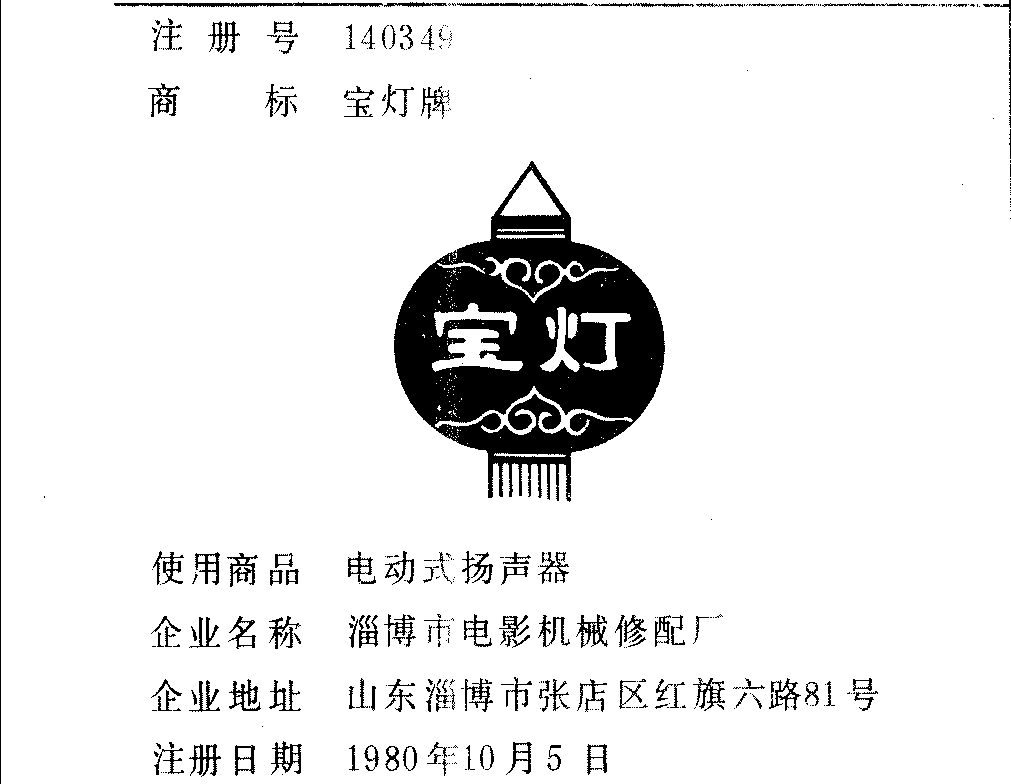 注册号 140349
商标 宝灯牌
宝灯
使用商品 电动式扬声器
企业名称 淄博市电影机械修配厂
企业地址 山东淄博市张店区红旗六路81号
注册日期 1980年10月5日